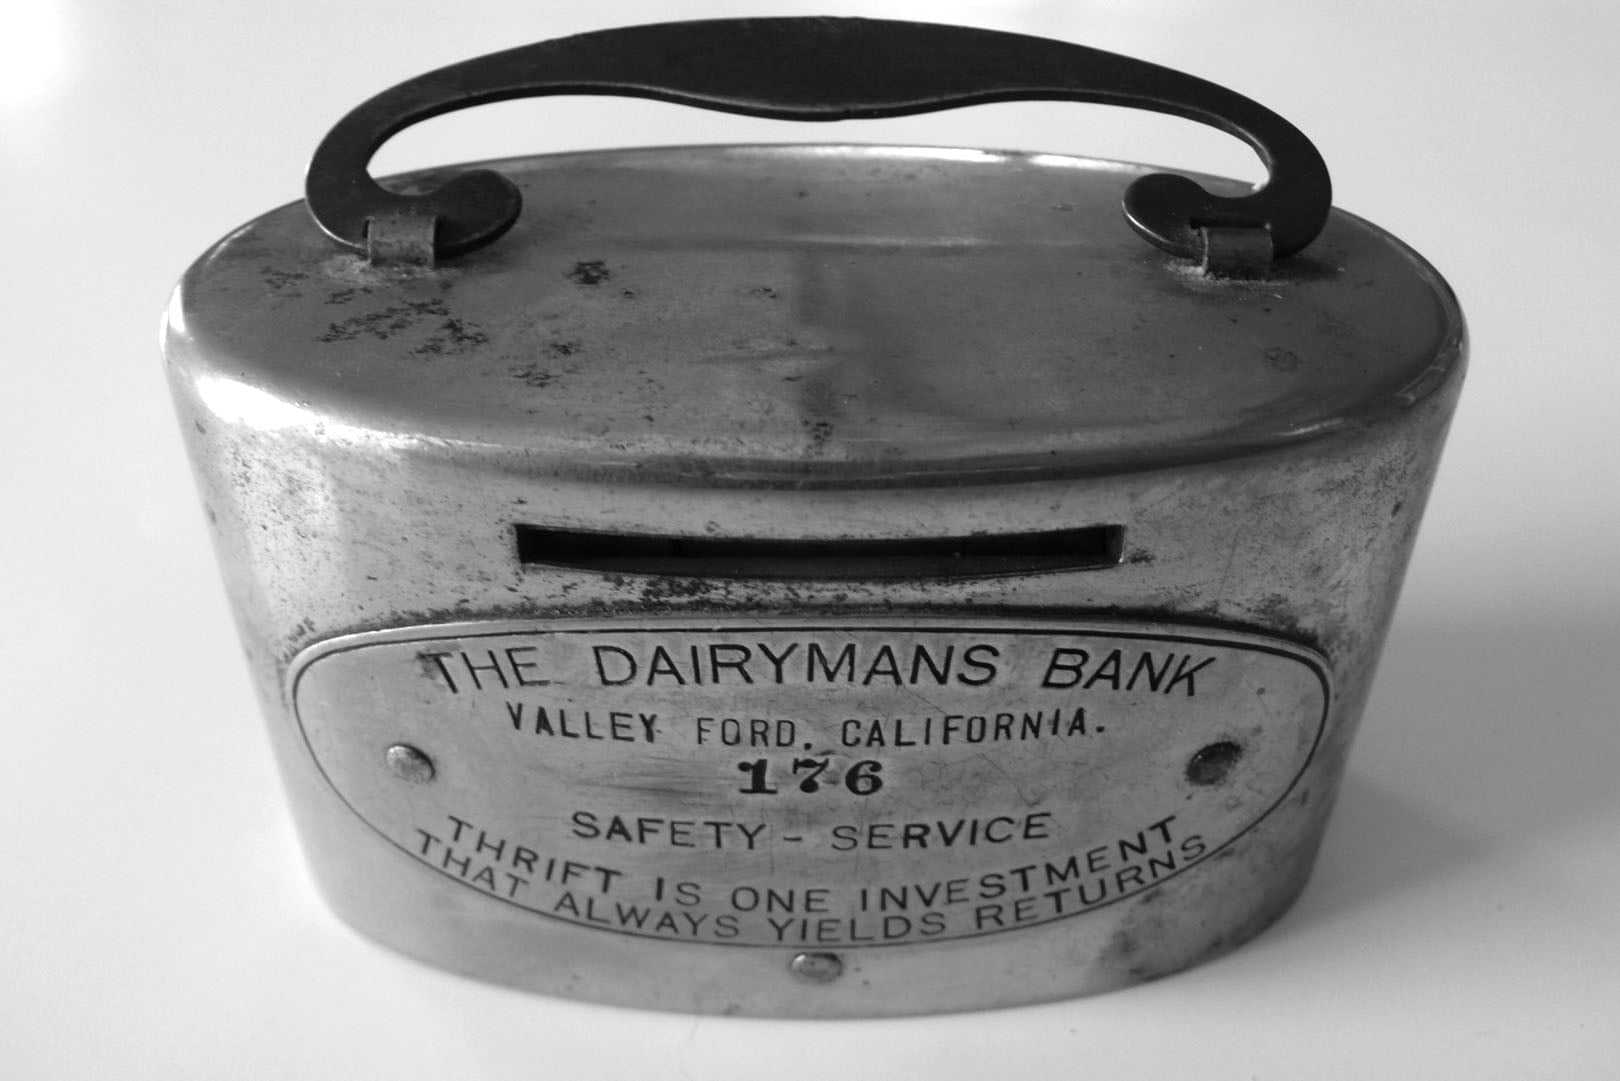 THE DAIRYMANS BANK
VALLEY FORD, CALIFORNIA.
176
SAFETY - SERVICE
THRIFT IS ONE INVESTMENT
THAT ALWAYS YIELDS RETURNS